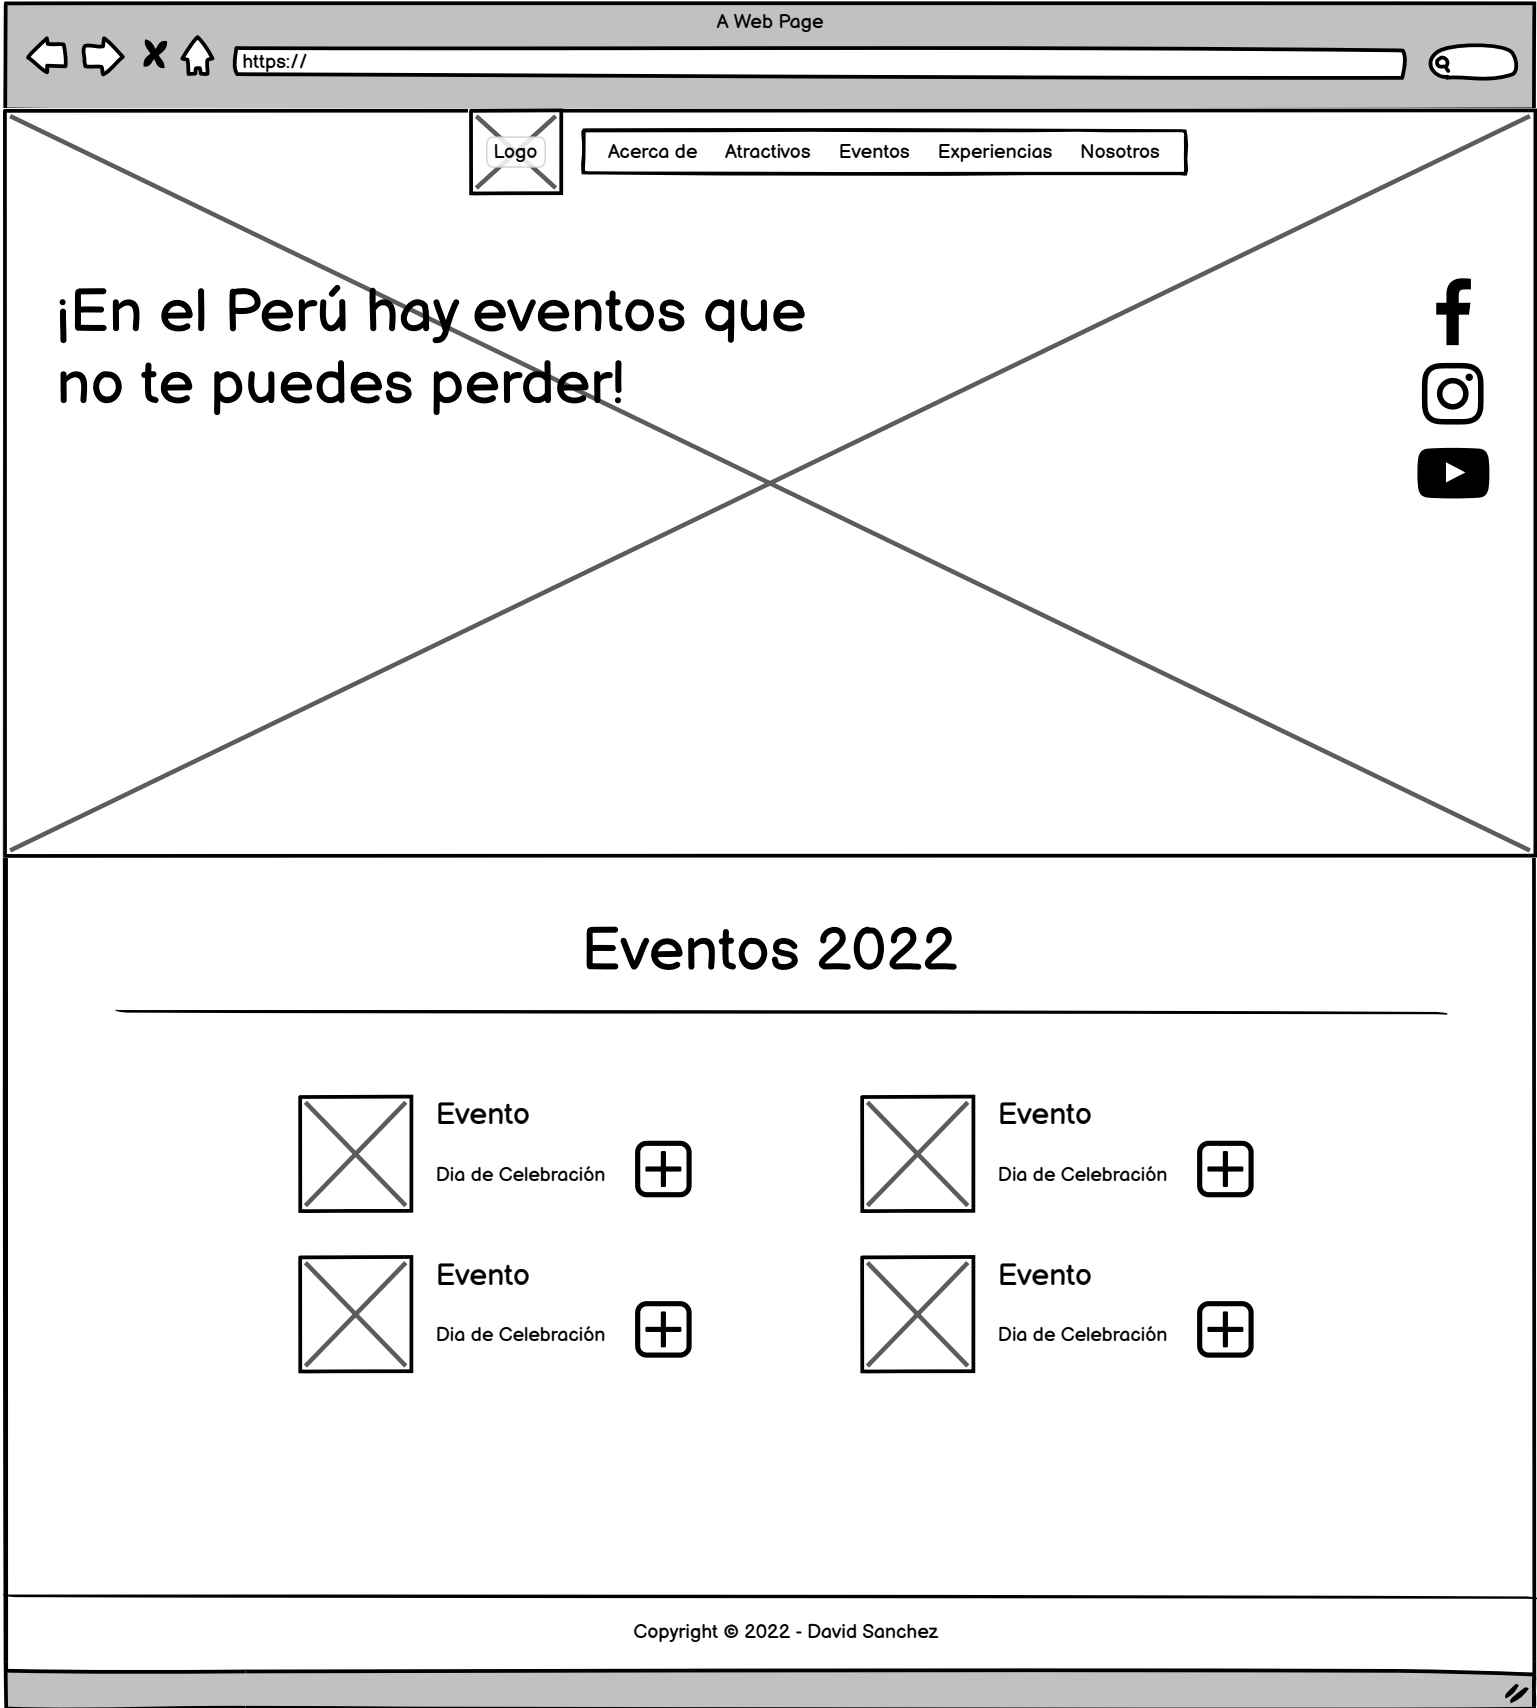 A Web Page
https://
Logo
Acerca de Atractivos Eventos Experiencias Nosotros
¡En el Perú hay eventos que
no te puedes perder!
Eventos 2022
Evento
Dia de Celebración
Evento
Dia de Celebración
Evento
Dia de Celebración
Evento
Dia de Celebración
Copyright © 2022 - David Sanchez